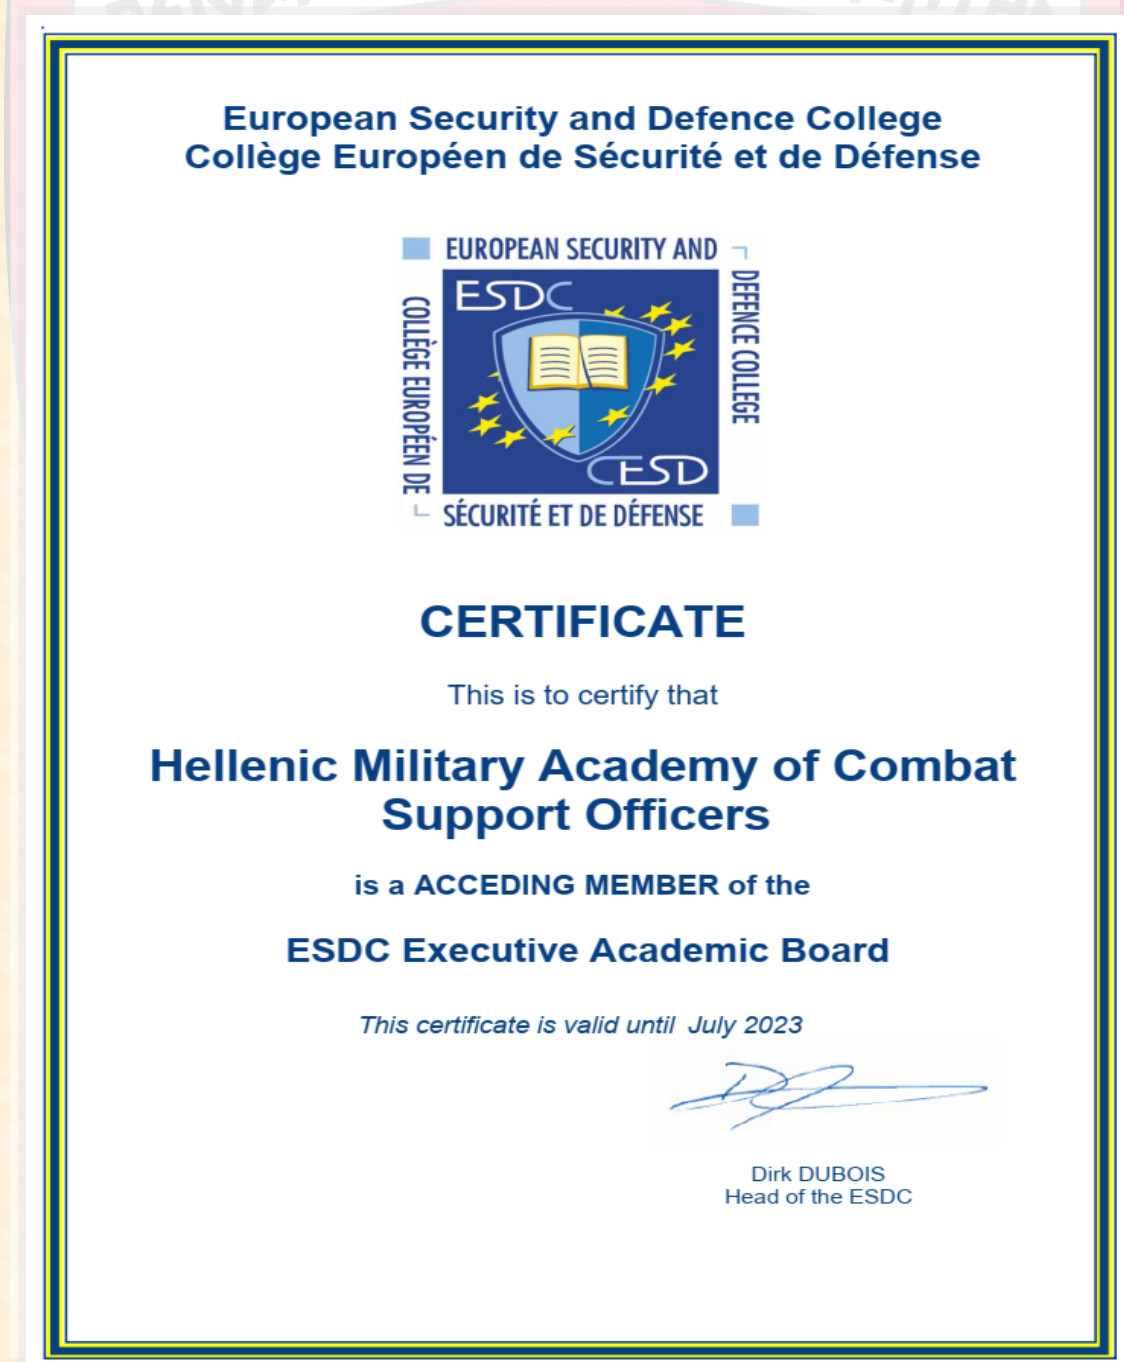 European Security and Defence College
Collège Européen de Sécurité et de Défense
EUROPEAN SECURITY AND
DEFENCE COLLEGE
COLLÈGE EUROPÉEN DE
SÉCURITÉ ET DE DÉFENSE
ESDC
CESD
CERTIFICATE
This is to certify that
Hellenic Military Academy of Combat
Support Officers
is a ACCEDING MEMBER of the
ESDC Executive Academic Board
This certificate is valid until July 2023
Dirk DUBOIS
Head of the ESDC